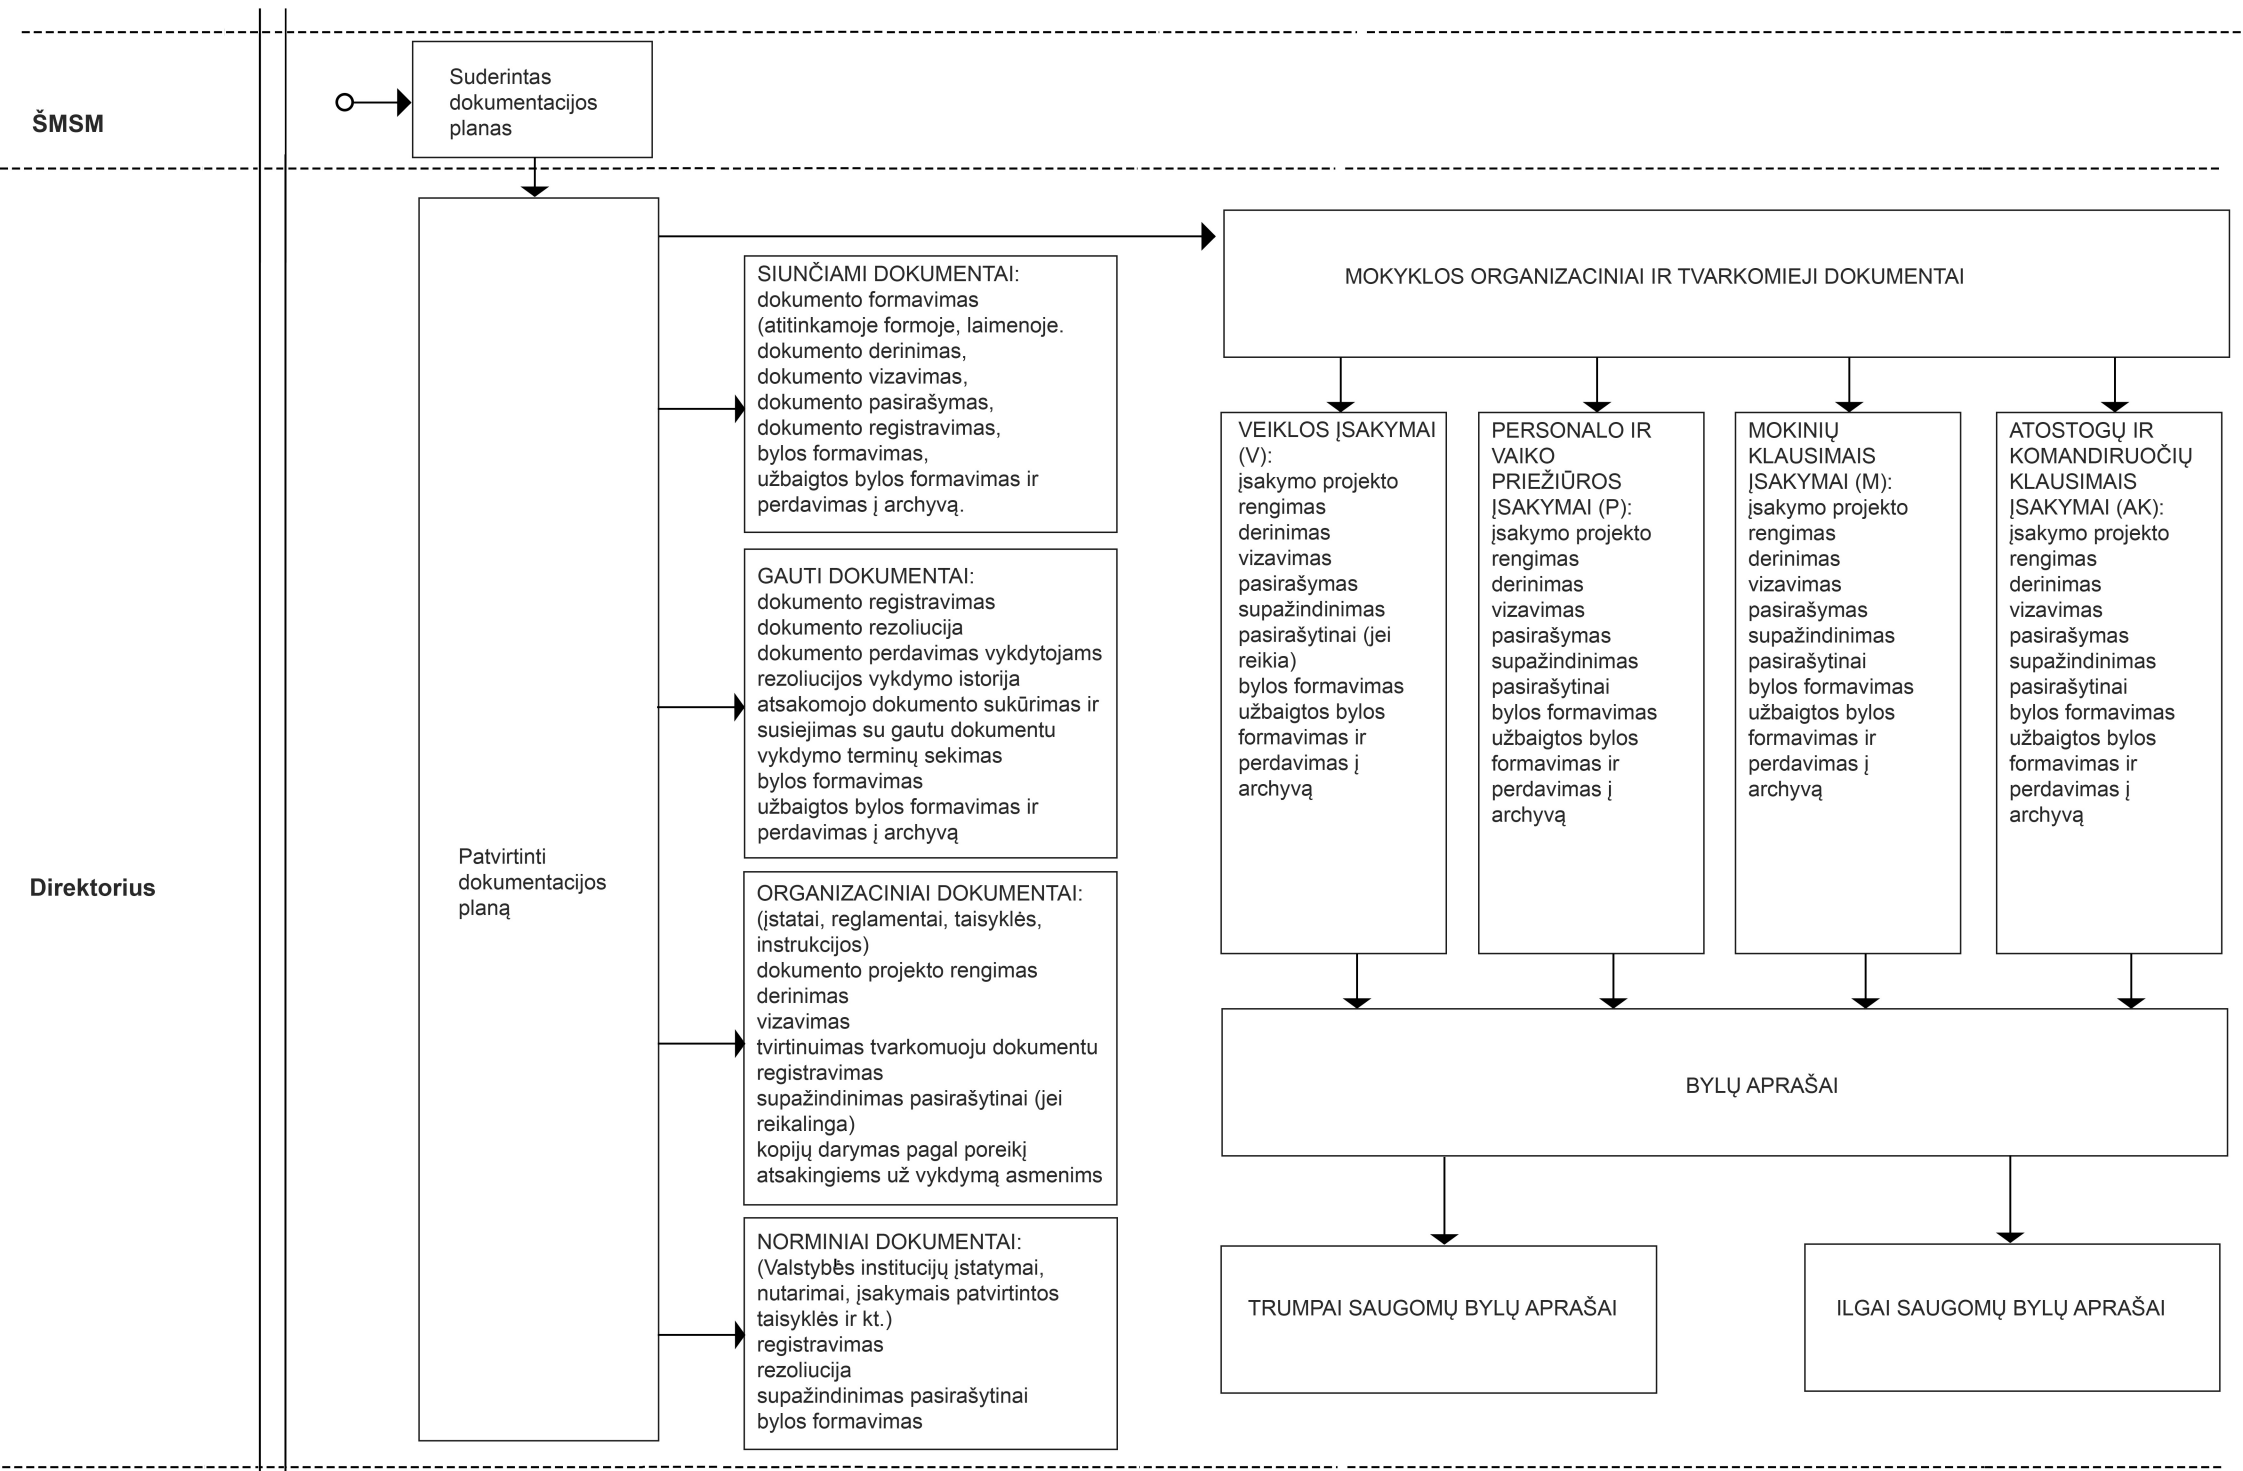 ŠMSM
Suderintas
dokumentacijos
planas
Direktorius
Patvirtinti
dokumentacijos
planą
SIUNČIAMI DOKUMENTAI:
dokumento formavimas
(atitinkamoje formoje, laimenoje.
dokumento derinimas,
dokumento vizavimas,
dokumento pasirašymas,
dokumento registravimas,
bylos formavimas,
užbaigtos bylos formavimas ir
perdavimas į archyvą.
GAUTI DOKUMENTAI:
dokumento registravimas
dokumento rezoliucija
dokumento perdavimas vykdytojams
rezoliucijos vykdymo istorija
atsakomojo dokumento sukūrimas ir
susiejimas su gautu dokumentu
vykdymo terminų sekimas
bylos formavimas
užbaigtos bylos formavimas ir
perdavimas į archyvą
ORGANIZACINIAI DOKUMENTAI:
(įstatai, reglamentai, taisyklės,
instrukcijos)
dokumento projekto rengimas
derinimas
vizavimas
tvirtinuimas tvarkomuoju dokumentu
registravimas
supažindinimas pasirašytinai (jei
reikalinga)
kopijų darymas pagal poreikį
atsakingiems už vykdymą asmenims
NORMINIAI DOKUMENTAI:
(Valstybės institucijų įstatymai,
nutarimai, įsakymais patvirtintos
taisyklės ir kt.)
registravimas
rezoliucija
supažindinimas pasirašytinai
bylos formavimas
MOKYKLOS ORGANIZACINIAI IR TVARKOMIEJI DOKUMENTAI
VEIKLOS ĮSAKYMAI
(V):
įsakymo projekto
rengimas
derinimas
vizavimas
pasirašymas
supažindinimas
pasirašytinai (jei
reikia)
bylos formavimas
užbaigtos bylos
formavimas ir
perdavimas į
archyvą
PERSONALO IR
VAIKO
PRIEŽIŪROS
ĮSAKYMAI (P):
įsakymo projekto
rengimas
derinimas
vizavimas
pasirašymas
supažindinimas
pasirašytinai
bylos formavimas
užbaigtos bylos
formavimas ir
perdavimas į
archyvą
MOKINIŲ
KLAUSIMAIS
ĮSAKYMAI (M):
įsakymo projekto
rengimas
derinimas
vizavimas
pasirašymas
supažindinimas
pasirašytinai
bylos formavimas
užbaigtos bylos
formavimas ir
perdavimas į
archyvą
ATOSTOGŲ IR
KOMANDIRUOČIŲ
KLAUSIMAIS
ĮSAKYMAI (AK):
įsakymo projekto
rengimas
derinimas
vizavimas
pasirašymas
supažindinimas
pasirašytinai
bylos formavimas
užbaigtos bylos
formavimas ir
perdavimas į
archyvą
BYLŲ APRAŠAI
TRUMPAI SAUGOMŲ BYLŲ APRAŠAI
ILGAI SAUGOMŲ BYLŲ APRAŠAI